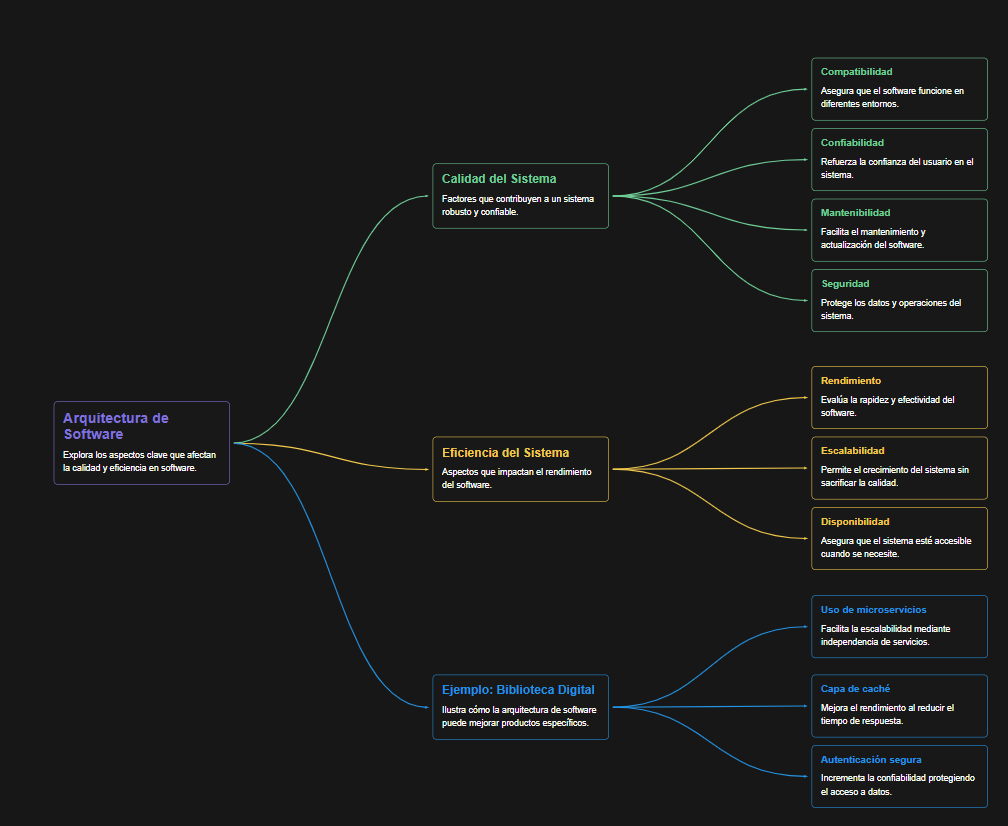 Arquitectura de
Software
Explora los aspectos clave que afectan
la calidad y eficiencia en software.
Calidad del Sistema
Factores que contribuyen a un sistema
robusto y confiable.
Compatibilidad
Asegura que el software funcione en
diferentes entornos.
Confiabilidad
Refuerza la confianza del usuario en el
sistema.
Mantenibilidad
Facilita el mantenimiento y
actualización del software.
Seguridad
Protege los datos y operaciones del
sistema.
Eficiencia del Sistema
Aspectos que impactan el rendimiento
del software.
Rendimiento
Evalúa la rapidez y efectividad del
software.
Escalabilidad
Permite el crecimiento del sistema sin
sacrificar la calidad.
Disponibilidad
Asegura que el sistema esté accesible
cuando se necesite.
Ejemplo: Biblioteca Digital
Ilustra cómo la arquitectura de software
puede mejorar productos específicos.
Uso de microservicios
Facilita la escalabilidad mediante
independencia de servicios.
Capa de caché
Mejora el rendimiento al reducir el
tiempo de respuesta.
Autenticación segura
Incrementa la confiabilidad protegiendo
el acceso a datos.